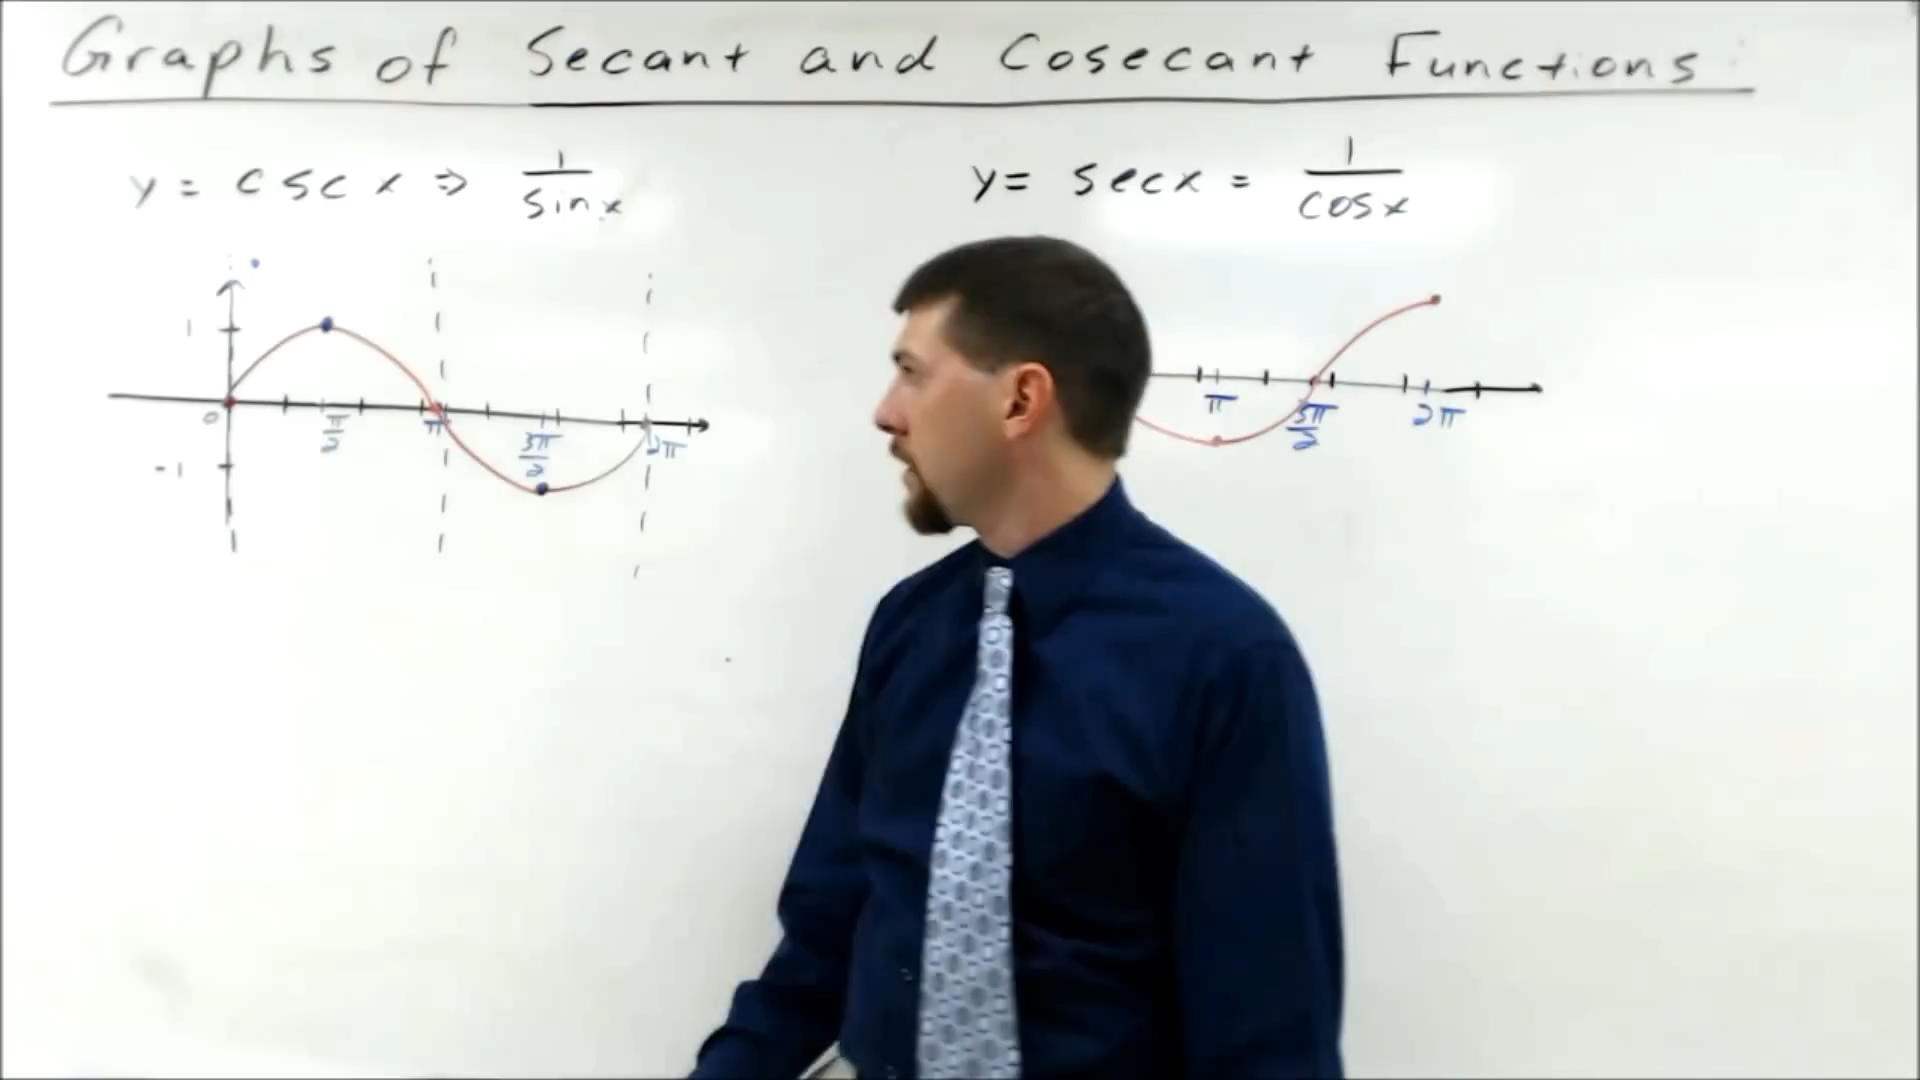 Graphs of Secant and Cosecant Functions
y = csc x ⇒ 1/sin x
y = sec x = 1/cos x
1
0
π/2
π
3π/2
2π
-1
π
3π/2
2π